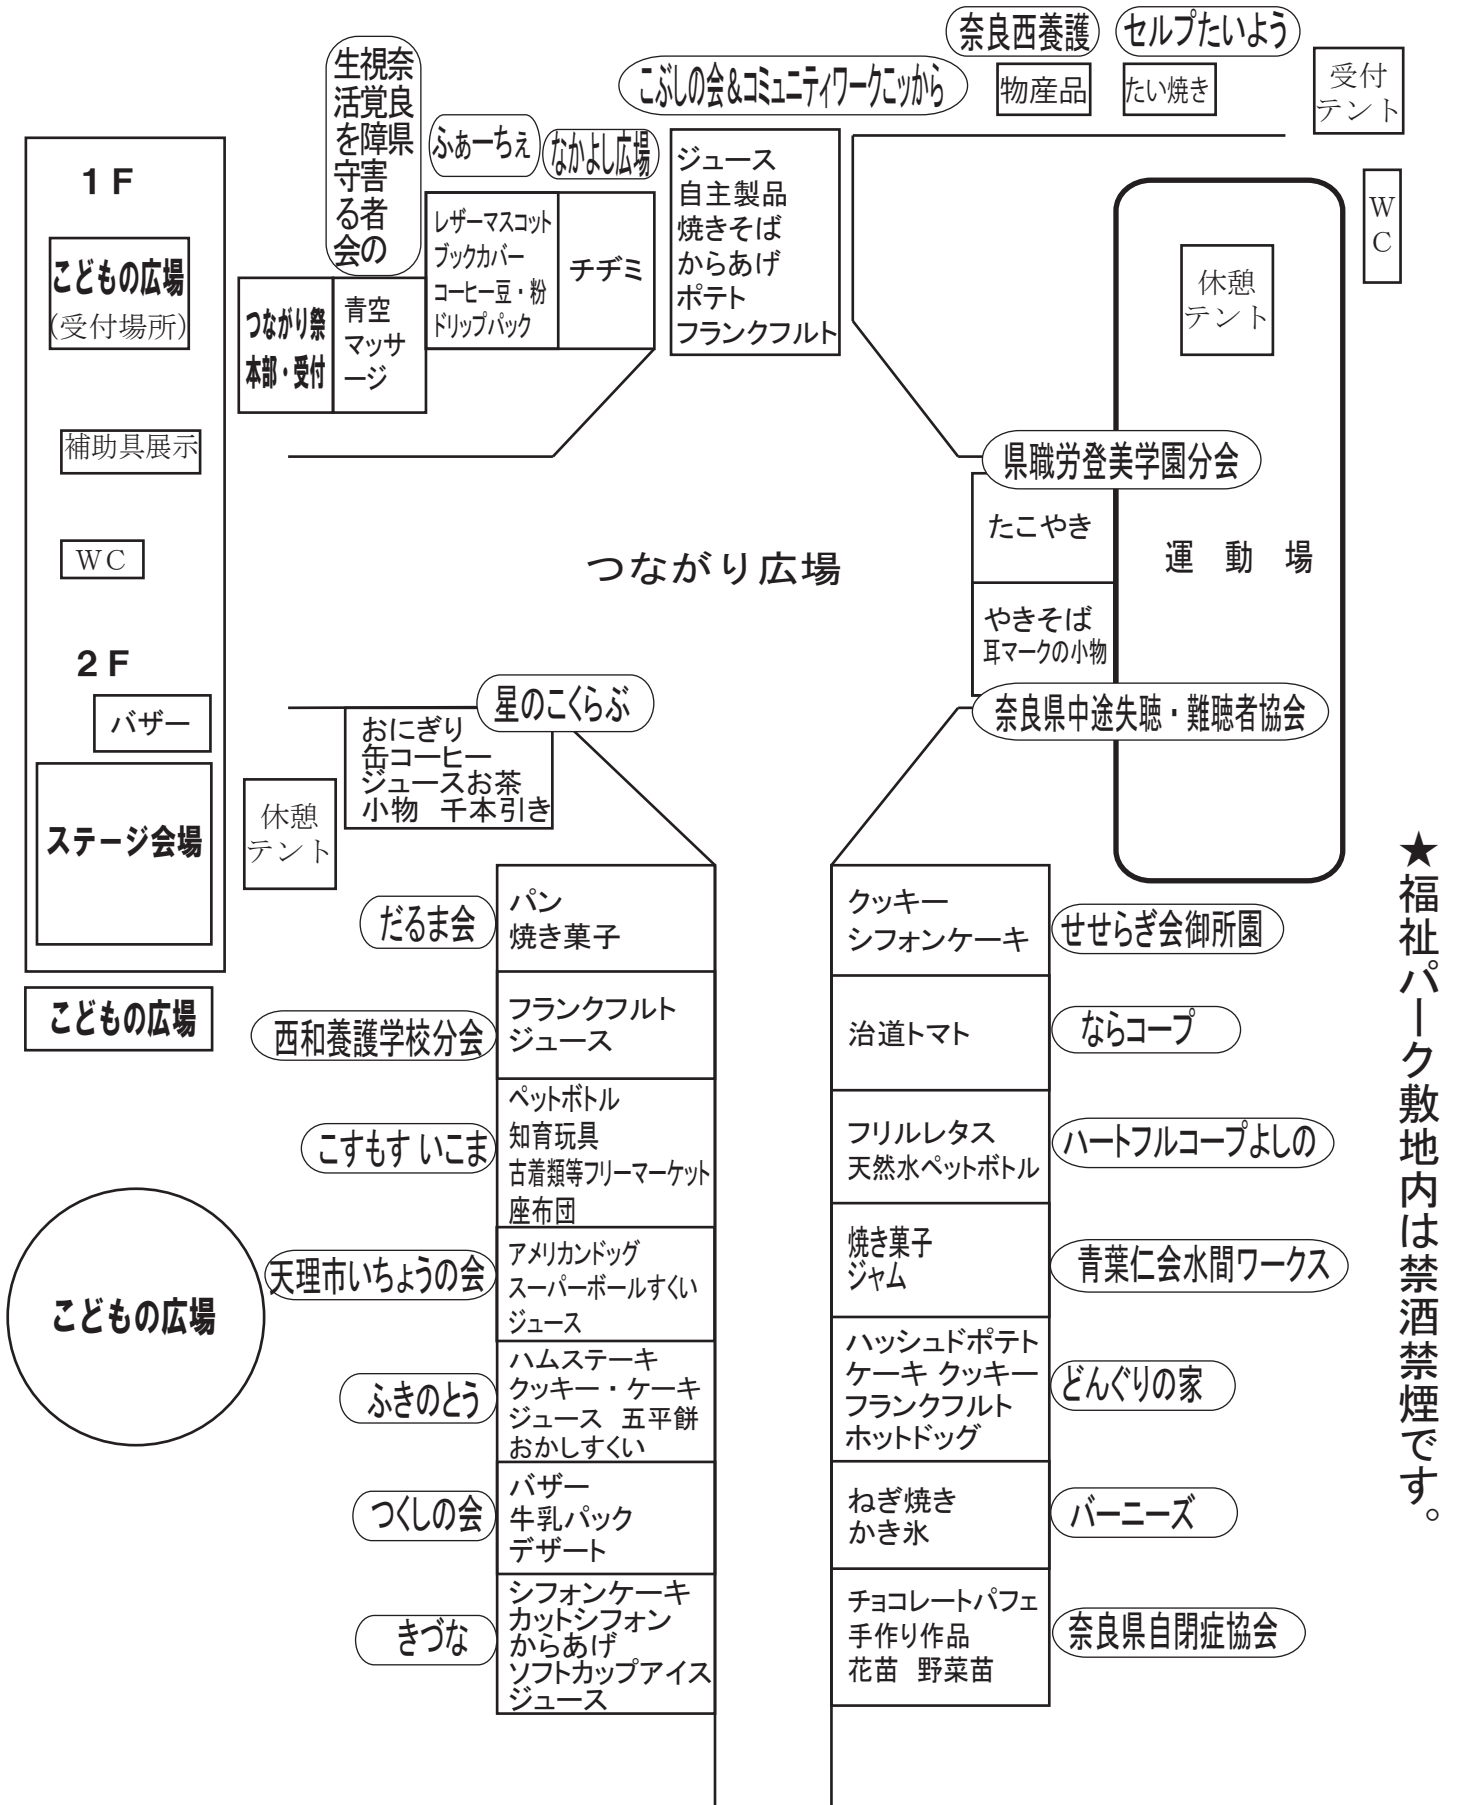 奈良西養護
セルプたいよう
物産品
たい焼き
受付
テント
こぶしの会&コミュニティワークこッから
奈良県
視覚障害者の
生活を守る会
ふぁーちぇ
なかよし広場
ジュース
自主製品
焼きそば
からあげ
ポテト
フランクフルト
レザーマスコット
ブックカバー
コーヒー豆・粉
ドリップパック
チヂミ
つながり祭
本部・受付
青空
マッサ
ージ
1F
こどもの広場
(受付場所)
補助具展示
WC
2F
バザー
ステージ会場
こどもの広場
こどもの広場
WC
休憩
テント
運動場
県職労登美学園分会
たこやき
やきそば
耳マークの小物
奈良県中途失聴・難聴者協会
つながり広場
星のこくらぶ
おにぎり
缶コーヒー
ジュースお茶
小物 千本引き
休憩
テント
だるま会
パン
焼き菓子
西和養護学校分会
フランクフルト
ジュース
こすもす いこま
ペットボトル
知育玩具
古着類等フリーマーケット
座布団
天理市いちょうの会
アメリカンドッグ
スーパーボールすくい
ジュース
ふきのとう
ハムステーキ
クッキー・ケーキ
ジュース 五平餅
おかしすくい
つくしの会
バザー
牛乳パック
デザート
きづな
シフォンケーキ
カットシフォン
からあげ
ソフトカップアイス
ジュース
クッキー
シフォンケーキ
せせらぎ会御所園
治道トマト
ならコープ
フリルレタス
天然水ペットボトル
ハートフルコープよしの
焼き菓子
ジャム
青葉仁会水間ワークス
ハッシュドポテト
ケーキ クッキー
フランクフルト
ホットドッグ
どんぐりの家
ねぎ焼き
かき氷
バーニーズ
チョコレートパフェ
手作り作品
花苗 野菜苗
奈良県自閉症協会
★福祉パーク敷地内は禁酒禁煙です。